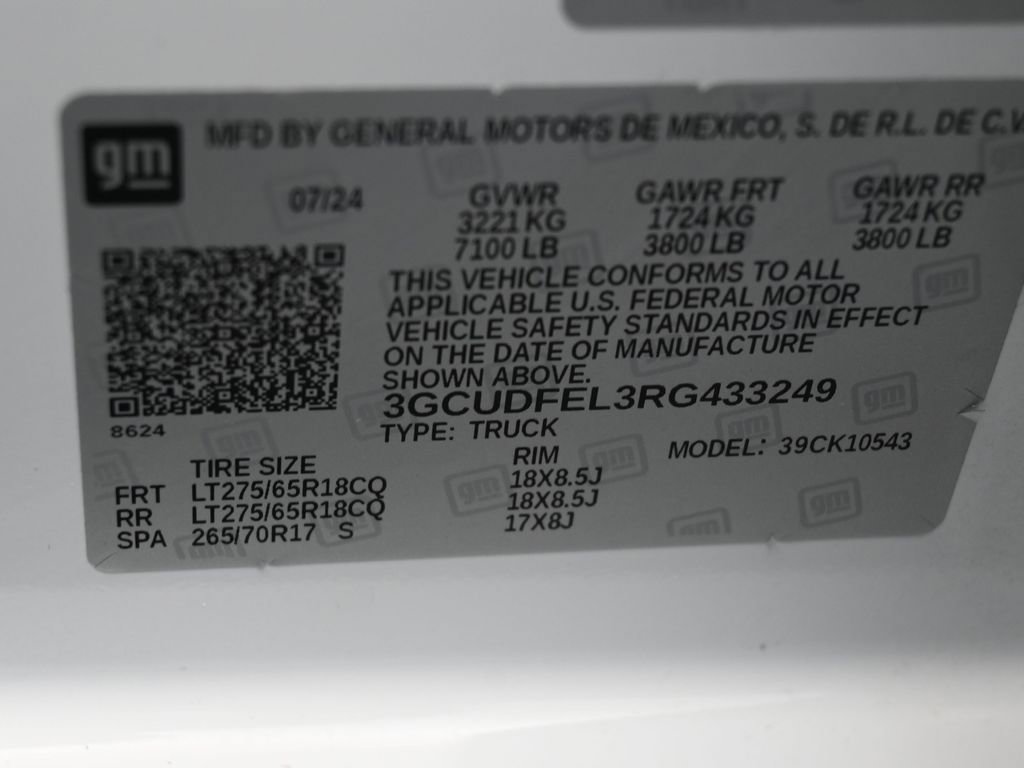 gm
MFD BY GENERAL MOTORS DE MEXICO, S. DE R.L. DE C.V
07/24 GVWR GAWR FRT GAWR RR
3221 KG 1724 KG 1724 KG
7100 LB 3800 LB 3800 LB
THIS VEHICLE CONFORMS TO ALL
APPLICABLE U.S. FEDERAL MOTOR
VEHICLE SAFETY STANDARDS IN EFFECT
ON THE DATE OF MANUFACTURE
SHOWN ABOVE.
3GCUDFEL3RG433249
8624
TYPE: TRUCK
MODEL: 39CK10543
TIRE SIZE RIM
FRT LT275/65R18CQ 18X8.5J
RR LT275/65R18CQ 18X8.5J
SPA 265/70R17 S 17X8J